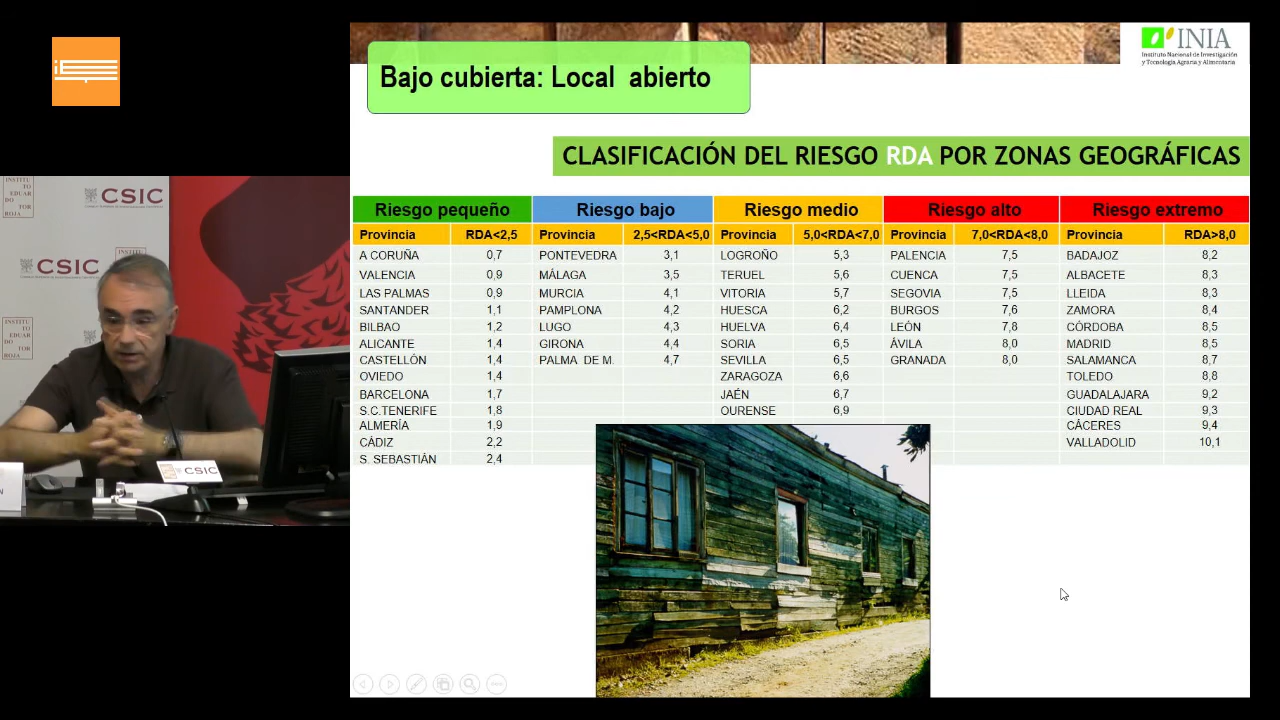 INIA
Instituto Nacional de Investigación
y Tecnología Agraria y Alimentaria
Bajo cubierta: Local abierto
CLASIFICACIÓN DEL RIESGO RDA POR ZONAS GEOGRÁFICAS
Riesgo pequeño Riesgo bajo Riesgo medio Riesgo alto Riesgo extremo
Provincia RDA<2,5 Provincia 2,5<RDA<5,0 Provincia 5,0<RDA<7,0 Provincia 7,0<RDA<8,0 Provincia RDA>8,0
A CORUÑA 0,7 PONTEVEDRA 3,1 LOGROÑO 5,3 PALENCIA 7,5 BADAJOZ 8,2
VALENCIA 0,9 MÁLAGA 3,5 TERUEL 5,6 CUENCA 7,5 ALBACETE 8,3
LAS PALMAS 0,9 MURCIA 4,1 VITORIA 5,7 SEGOVIA 7,5 LLEIDA 8,3
SANTANDER 1,1 PAMPLONA 4,2 HUESCA 6,2 BURGOS 7,6 ZAMORA 8,4
BILBAO 1,2 LUGO 4,3 HUELVA 6,4 LEÓN 7,8 CÓRDOBA 8,5
ALICANTE 1,4 GIRONA 4,4 SORIA 6,5 ÁVILA 8,0 MADRID 8,5
CASTELLÓN 1,4 PALMA DE M. 4,7 SEVILLA 6,5 GRANADA 8,0 SALAMANCA 8,7
OVIEDO 1,4 ZARAGOZA 6,6 TOLEDO 8,8
BARCELONA 1,7 JAÉN 6,7 GUADALAJARA 9,2
S.C.TENERIFE 1,8 OURENSE 6,9 CIUDAD REAL 9,3
ALMERÍA 1,9 CÁCERES 9,4
CÁDIZ 2,2 VALLADOLID 10,1
S. SEBASTIÁN 2,4
INSTITU
TO
EDUAR
DO
TOR
ROJA
CSIC
CSIC
CSIC